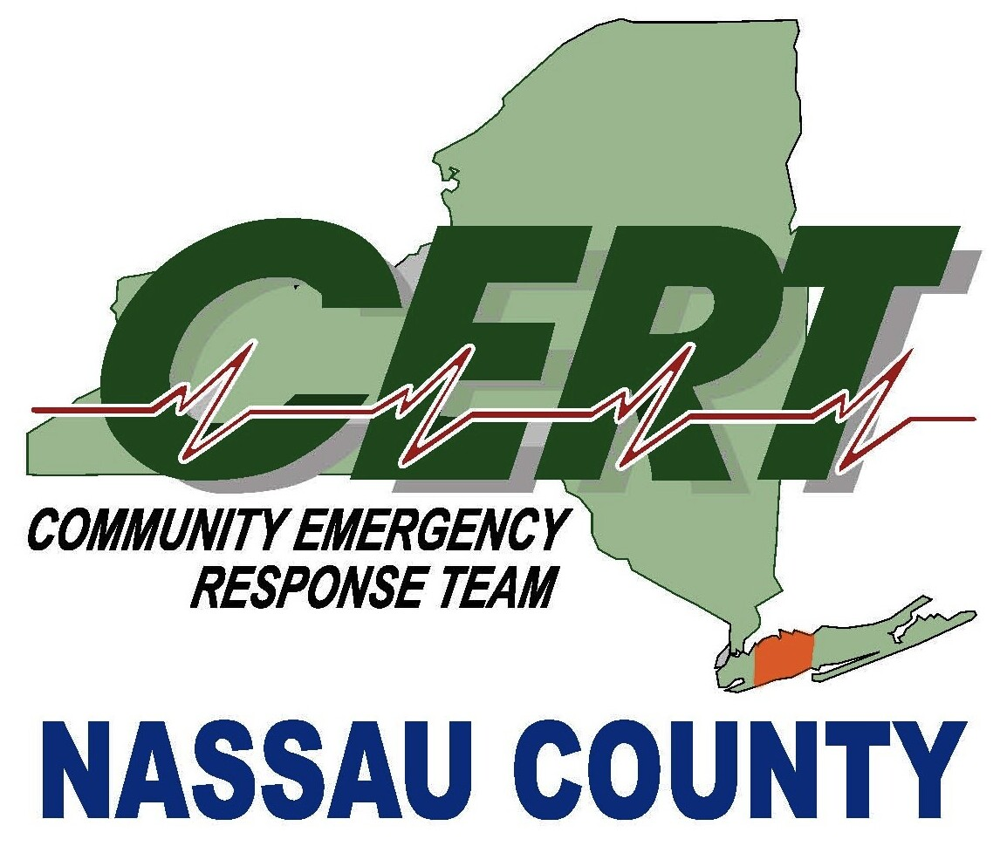 CERT
COMMUNITY EMERGENCY
RESPONSE TEAM
NASSAU COUNTY